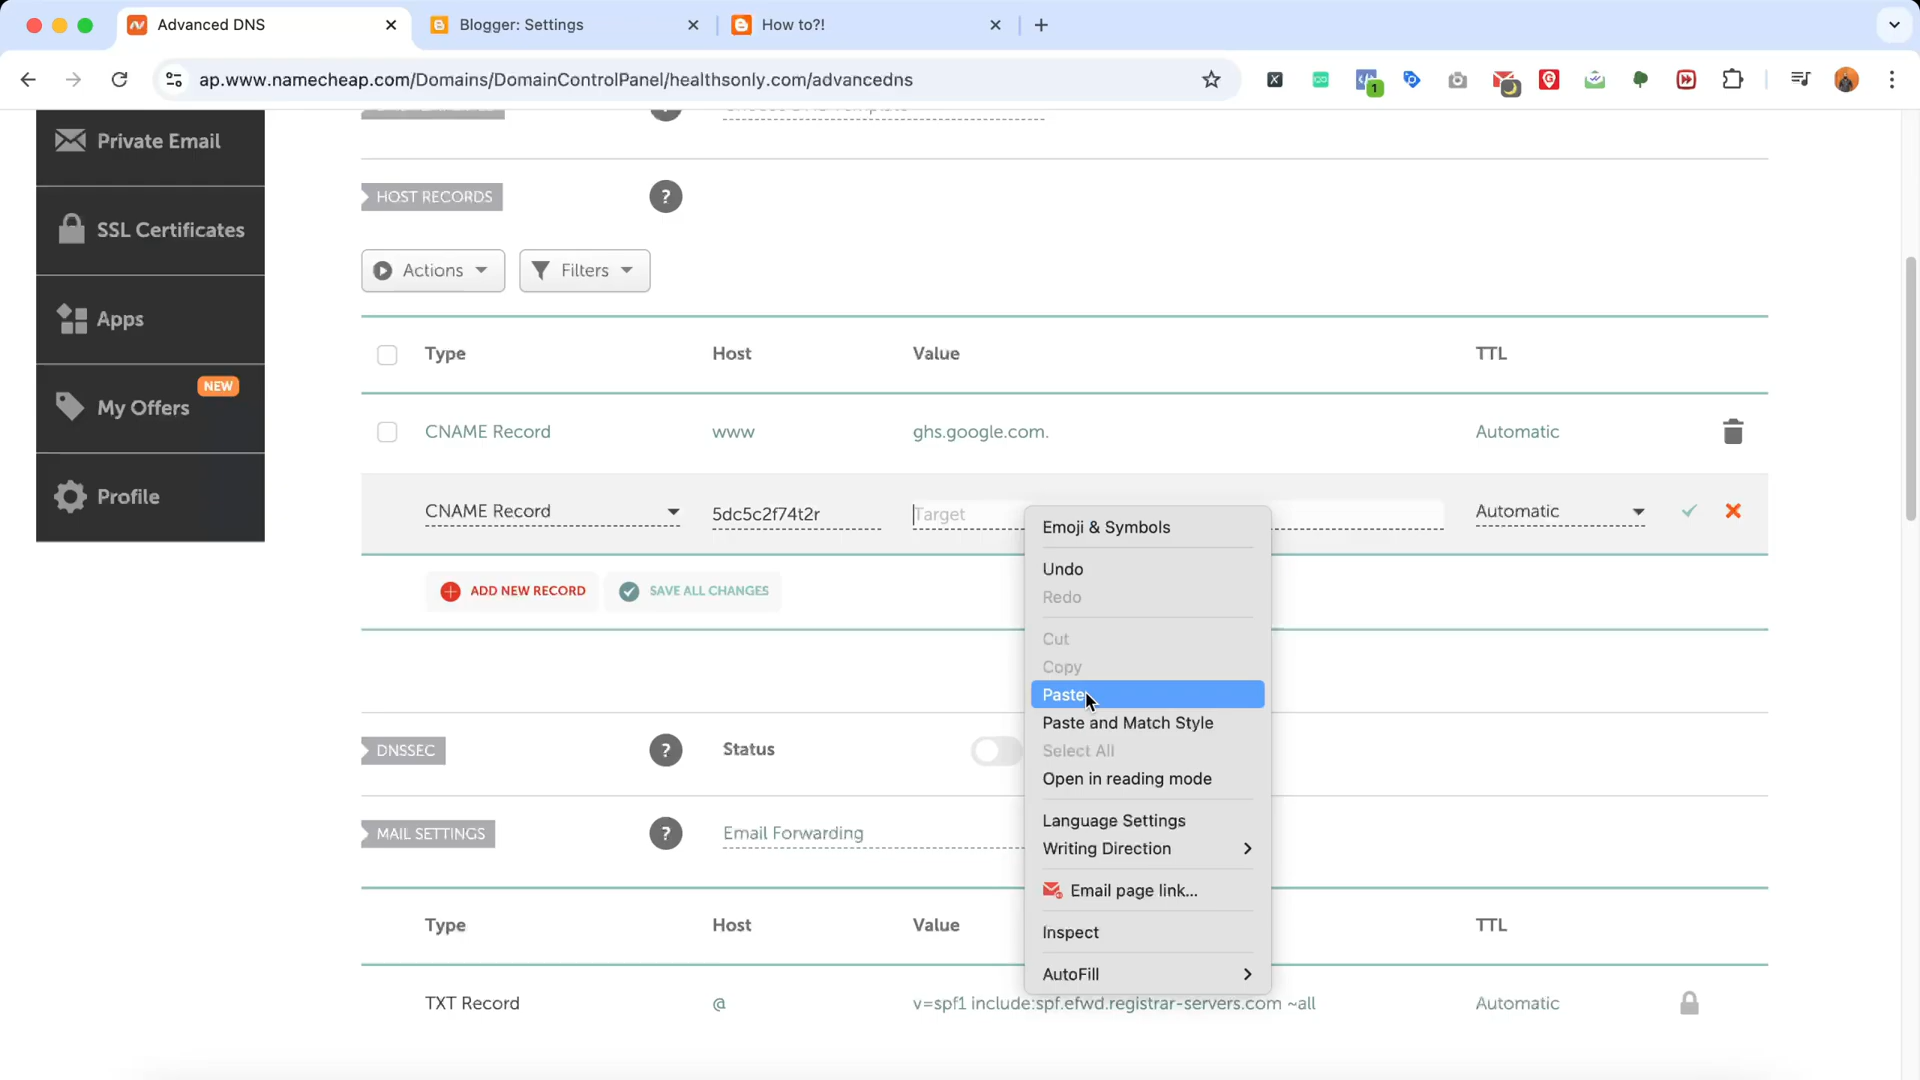 Advanced DNS
Blogger: Settings
How to?!
ap.www.namecheap.com/Domains/DomainControlPanel/healthsonly.com/advanceddns
1
Private Email
SSL Certificates
Apps
NEW
My Offers
Profile
HOST RECORDS
?
Actions
Filters
Type Host Value TTL
CNAME Record www ghs.google.com. Automatic
CNAME Record 5dc5c2f74t2r Target Automatic
ADD NEW RECORD
SAVE ALL CHANGES
Emoji & Symbols
Undo
Redo
Cut
Copy
Paste
Paste and Match Style
Select All
Open in reading mode
Language Settings
Writing Direction
Email page link...
Inspect
AutoFill
DNSSEC ? Status
MAIL SETTINGS ? Email Forwarding
Type Host Value TTL
TXT Record @ v=spf1 include:spf.efwd.registrar-servers.com ~all Automatic